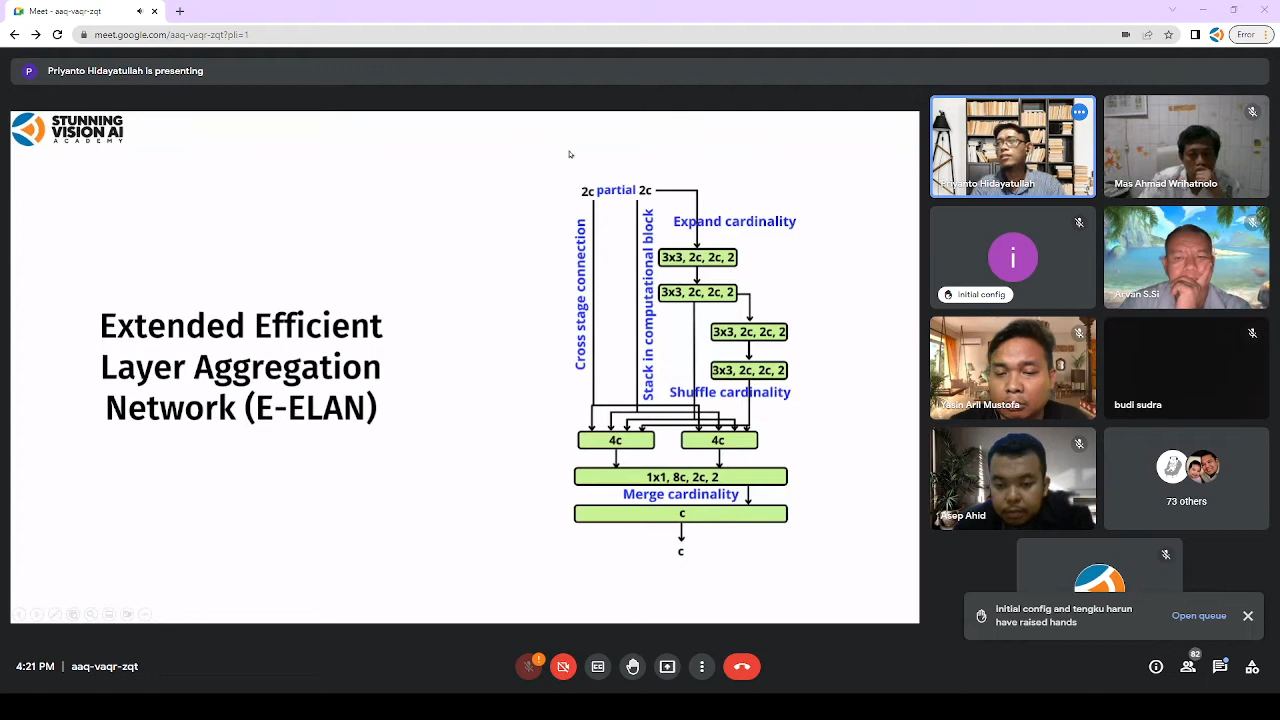 Meet - aaq-vaqr-zqt
meet.google.com/aaq-vaqr-zqt?pli=1
Error
P
Priyanto Hidayatullah is presenting
STUNNING
VISION AI
ACADEMY
Extended Efficient
Layer Aggregation
Network (E-ELAN)
2c partial 2c
Expand cardinality
Cross stage connection
Stack in computational block
3x3, 2c, 2c, 2
3x3, 2c, 2c, 2
3x3, 2c, 2c, 2
3x3, 2c, 2c, 2
Shuffle cardinality
4c
4c
1x1, 8c, 2c, 2
Merge cardinality
c
c
Priyanto Hidayatullah
Mas Ahmad Wrihatnolo
i
Initial config
Arvan S.Si
Yasin Aril Mustofa
budi sudra
Asep Ahid
73 others
Initial config and tengku harun
have raised hands
Open queue
4:21 PM
aaq-vaqr-zqt
82